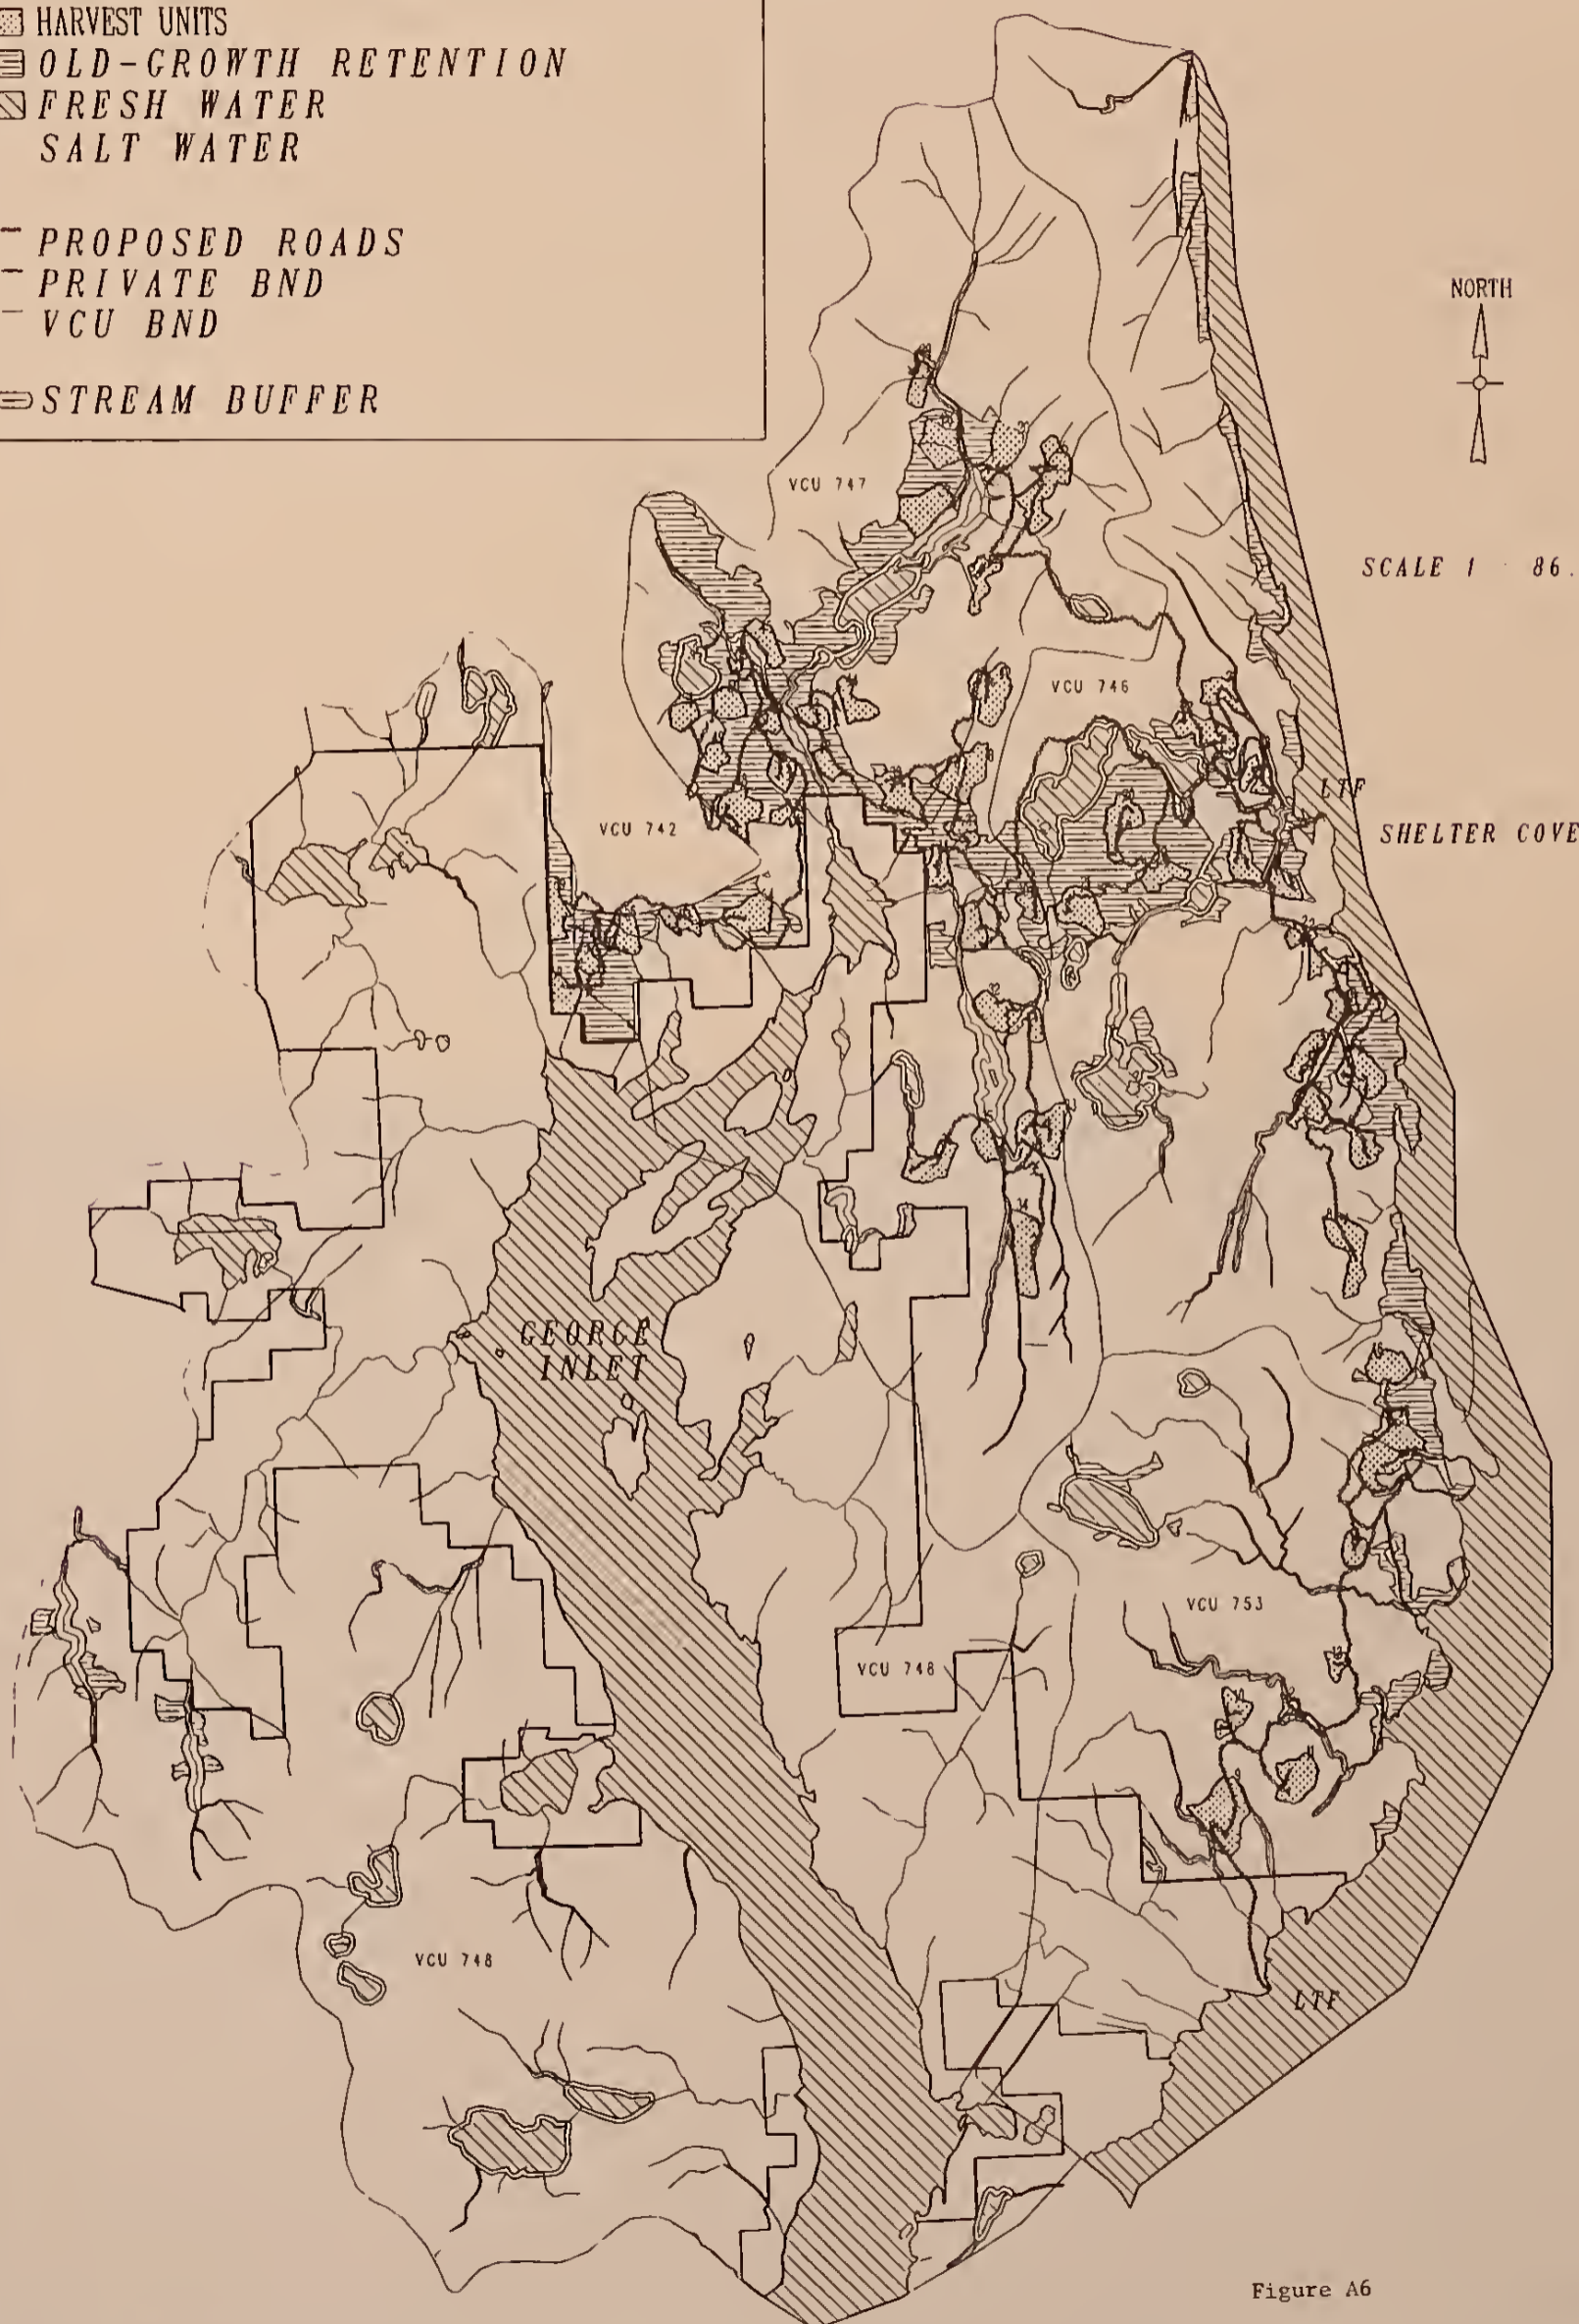 HARVEST UNITS
OLD-GROWTH RETENTION
FRESH WATER
SALT WATER
PROPOSED ROADS
PRIVATE BND
VCU BND
STREAM BUFFER
NORTH
VCU 747
SCALE 1 86.
VCU 746
LTF
SHELTER COVE
VCU 742
GEORGE
INLET
VCU 753
VCU 748
VCU 748
LTF
Figure A6